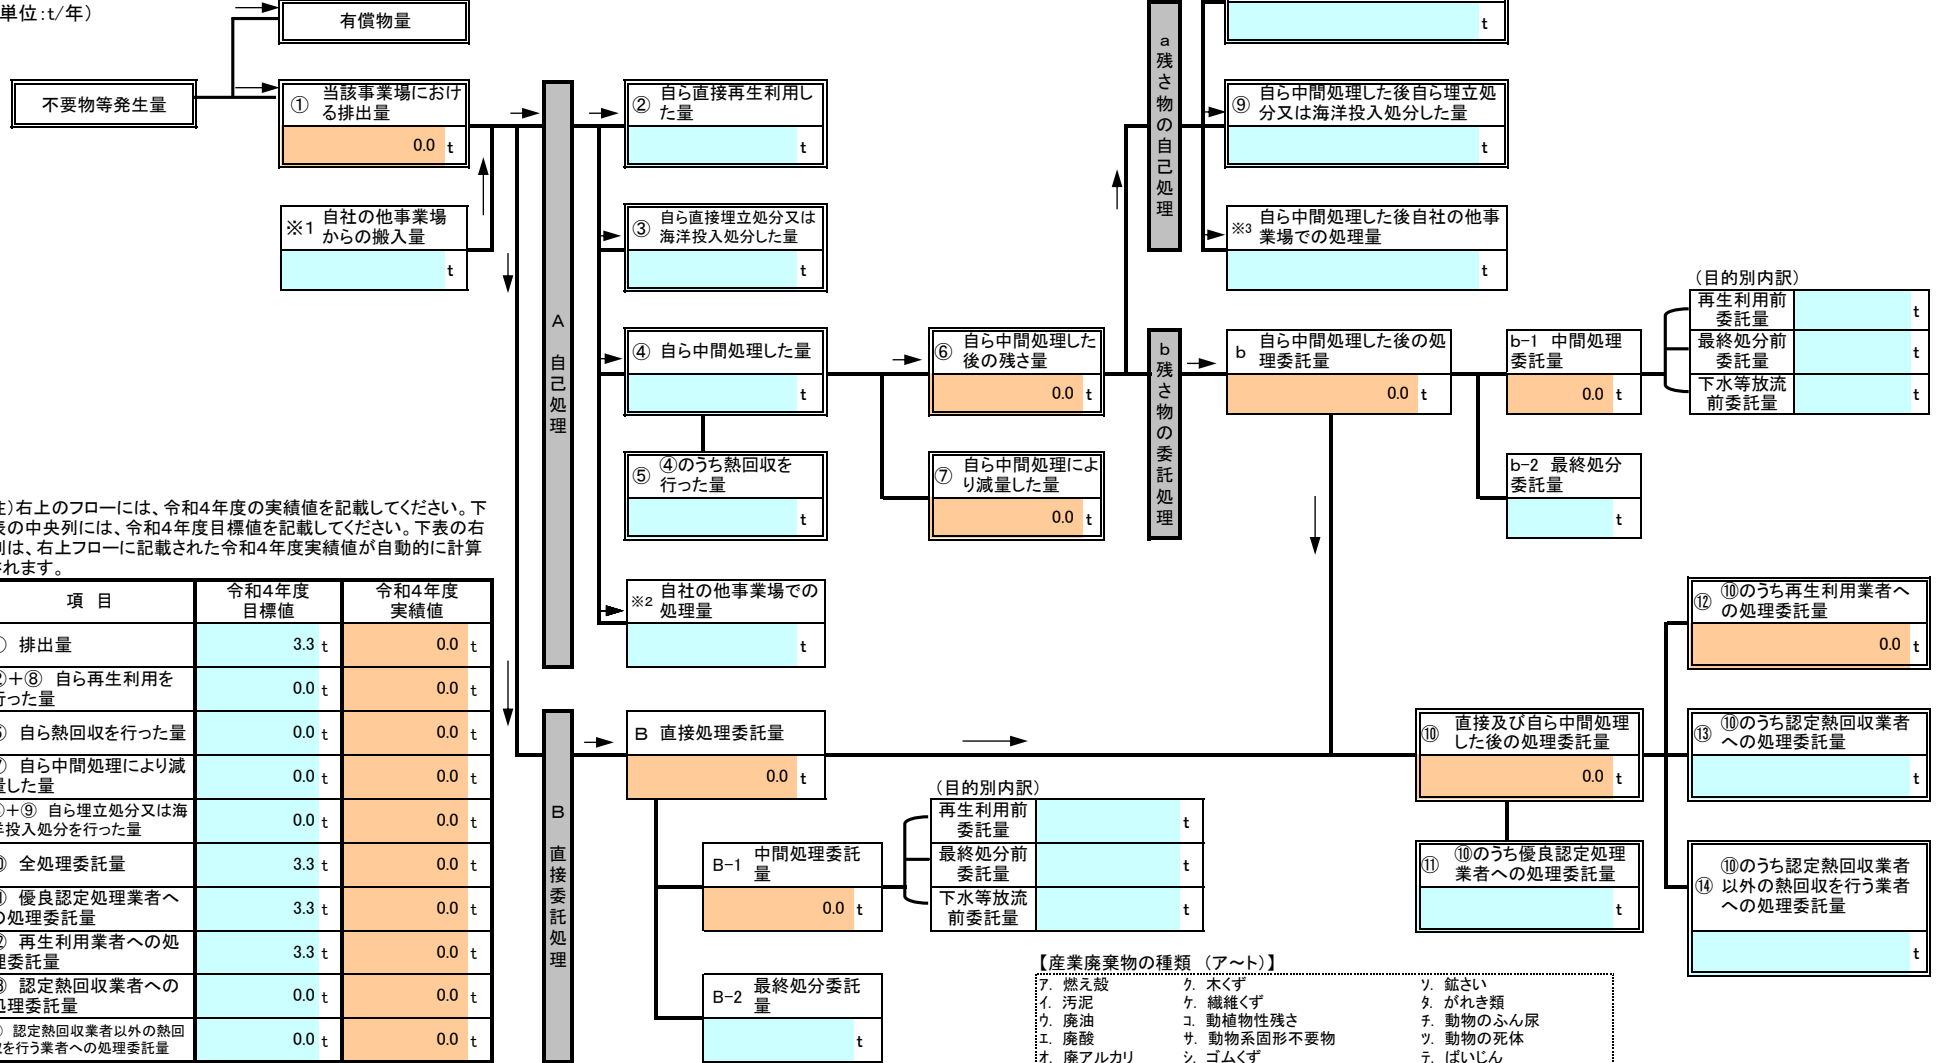 単位:t/年）
有償物量
不要物等発生量
① 当該事業場におけ
る排出量
0.0 t
※1 自社の他事業場
からの搬入量
t
A 自己処理
② 自ら直接再生利用し
た量
t
③ 自ら直接埋立処分又は
海洋投入処分した量
t
④ 自ら中間処理した量
t
⑤ ④のうち熱回収を
行った量
t
※2 自社の他事業場での
処理量
t
⑥ 自ら中間処理した
後の残さ量
0.0 t
⑦ 自ら中間処理によ
り減量した量
0.0 t
a 残さ物の自己処理
t
⑨ 自ら中間処理した後自ら埋立処
分又は海洋投入処分した量
t
※3 自ら中間処理した後自社の他事
業場での処理量
t
b 残さ物の委託処理
b 自ら中間処理した後の処
理委託量
0.0 t
b-1 中間処理
委託量
0.0 t
b-2 最終処分
委託量
t
（目的別内訳）
再生利用前
委託量
t
最終処分前
委託量
t
下水等放流
前委託量
t
注）右上のフローには、令和4年度の実績値を記載してください。下
表の中央列には、令和4年度目標値を記載してください。下表の右
列は、右上フローに記載された令和4年度実績値が自動的に計算
されます。
項 目 令和4年度
目標値 令和4年度
実績値
① 排出量 3.3 t 0.0 t
②＋⑧ 自ら再生利用を
行った量 0.0 t 0.0 t
⑤ 自ら熱回収を行った量 0.0 t 0.0 t
⑦ 自ら中間処理により減
量した量 0.0 t 0.0 t
③＋⑨ 自ら埋立処分又は海
洋投入処分を行った量 0.0 t 0.0 t
⑩ 全処理委託量 3.3 t 0.0 t
⑪ 優良認定処理業者へ
の処理委託量 3.3 t 0.0 t
⑫ 再生利用業者への処
理委託量 3.3 t 0.0 t
⑬ 認定熱回収業者への
処理委託量 0.0 t 0.0 t
⑭ 認定熱回収業者以外の熱回
収を行う業者への処理委託量 0.0 t 0.0 t
B 直接委託処理
B 直接処理委託量
0.0 t
B-1 中間処理委託
量
0.0 t
B-2 最終処分委託
量
t
（目的別内訳）
再生利用前
委託量
t
最終処分前
委託量
t
下水等放流
前委託量
t
⑩ 直接及び自ら中間処理
した後の処理委託量
0.0 t
⑪ ⑩のうち優良認定処理
業者への処理委託量
t
⑫ ⑩のうち再生利用業者へ
の処理委託量
0.0 t
⑬ ⑩のうち認定熱回収業者
への処理委託量
t
⑭ ⑩のうち認定熱回収業者
以外の熱回収を行う業者
への処理委託量
t
【産業廃棄物の種類 （ア～ト）】
ア. 燃え殻 ク. 木くず ソ. 鉱さい
イ. 汚泥 ケ. 繊維くず タ. がれき類
ウ. 廃油 コ. 動植物性残さ チ. 動物のふん尿
エ. 廃酸 サ. 動物系固形不要物 ツ. 動物の死体
オ. 廃アルカリ シ. ゴムくず テ. ばいじん